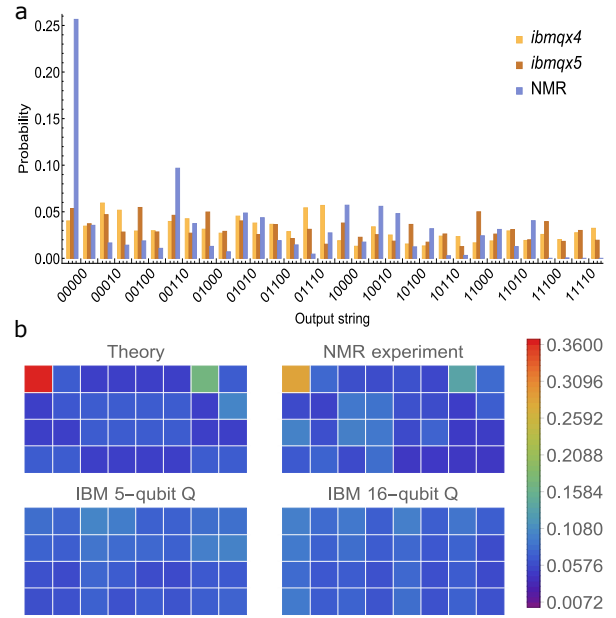 a
0.25
0.20
0.15
0.10
0.05
0.00
Probability
ibmqx4
ibmqx5
NMR
00000
00010
00100
00110
01000
01010
01100
01110
10000
10010
10100
10110
11000
11010
11100
11110
Output string
b
Theory
NMR experiment
IBM 5-qubit Q
IBM 16-qubit Q
0.3600
0.3096
0.2592
0.2088
0.1584
0.1080
0.0576
0.0072